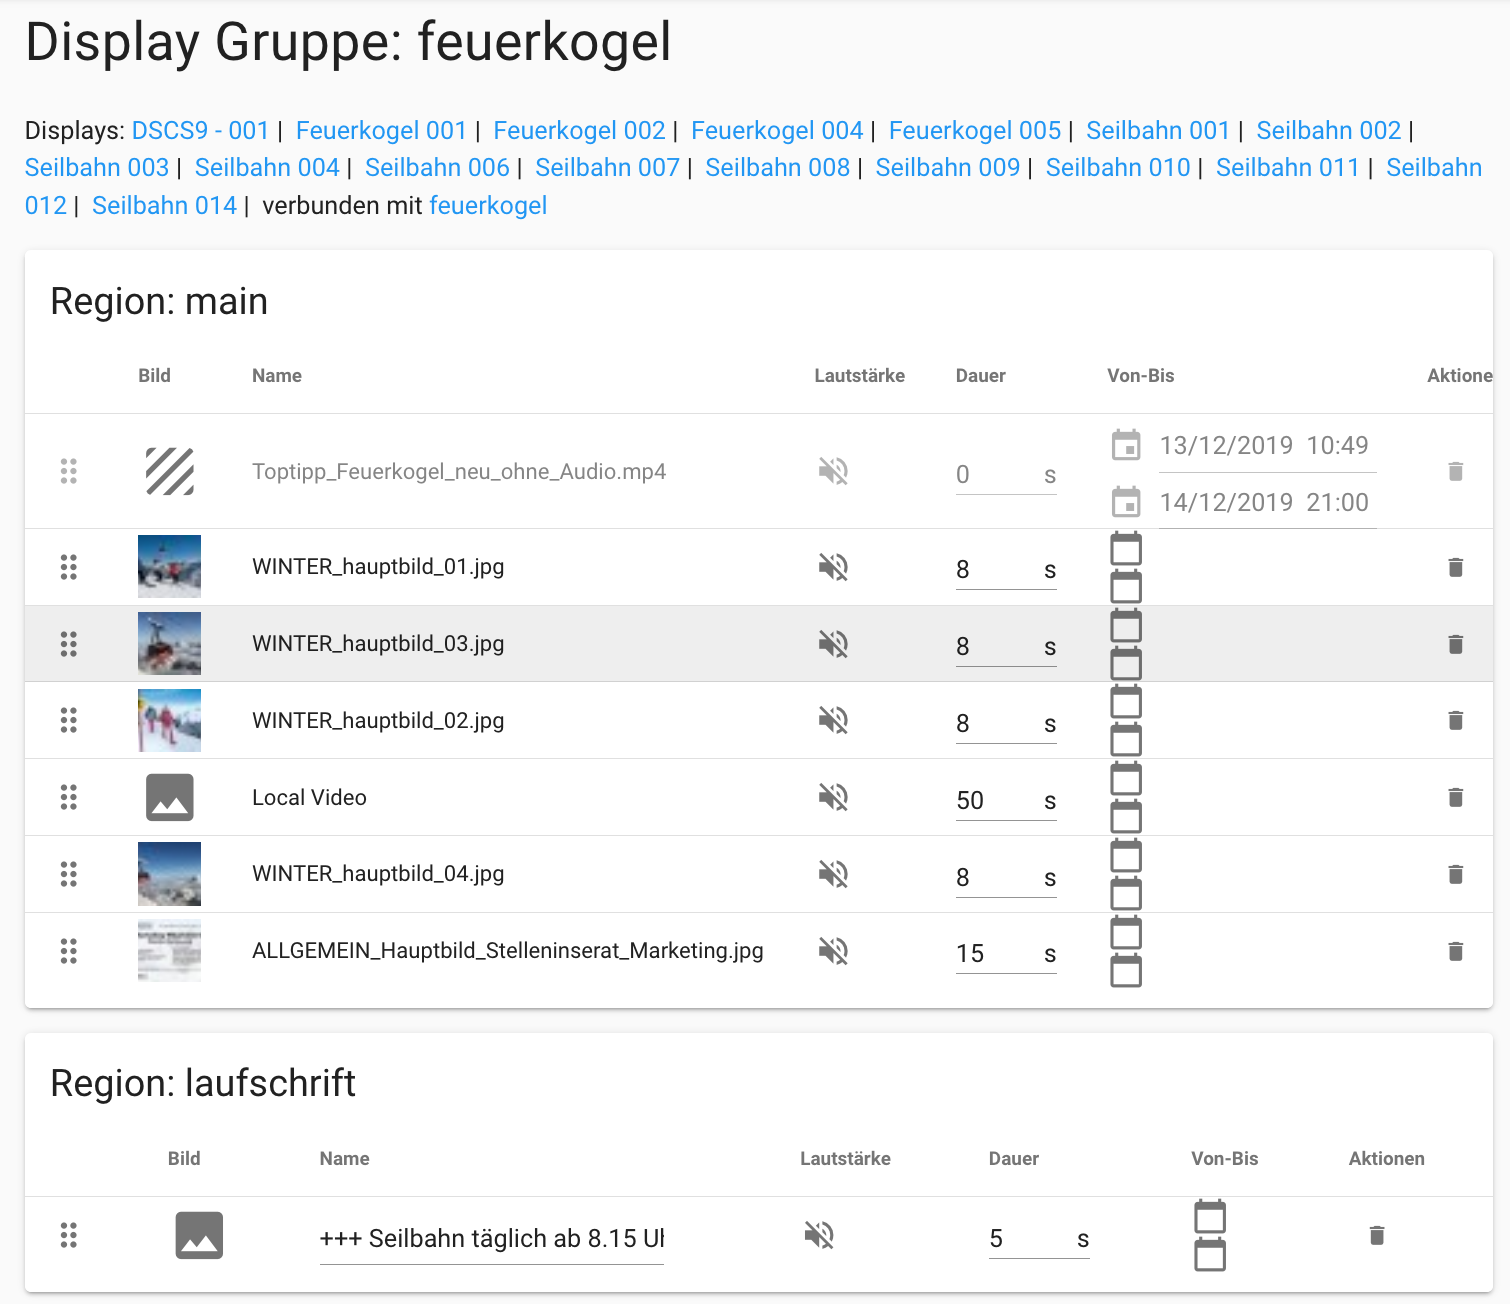 Display Gruppe: feuerkogel
Displays: DSCS9 - 001 | Feuerkogel 001 | Feuerkogel 002 | Feuerkogel 004 | Feuerkogel 005 | Seilbahn 001 | Seilbahn 002 |
Seilbahn 003 | Seilbahn 004 | Seilbahn 006 | Seilbahn 007 | Seilbahn 008 | Seilbahn 009 | Seilbahn 010 | Seilbahn 011 | Seilbahn
012 | Seilbahn 014 | verbunden mit feuerkogel
Region: main
Bild Name Lautstärke Dauer Von-Bis Aktione
13/12/2019 10:49
Toptipp_Feuerkogel_neu_ohne_Audio.mp4 0 s
14/12/2019 21:00
WINTER_hauptbild_01.jpg 8 s
WINTER_hauptbild_03.jpg 8 s
WINTER_hauptbild_02.jpg 8 s
Local Video 50 s
WINTER_hauptbild_04.jpg 8 s
ALLGEMEIN_Hauptbild_Stelleninserat_Marketing.jpg 15 s
Region: laufschrift
Bild Name Lautstärke Dauer Von-Bis Aktionen
+++ Seilbahn täglich ab 8.15 Uh 5 s